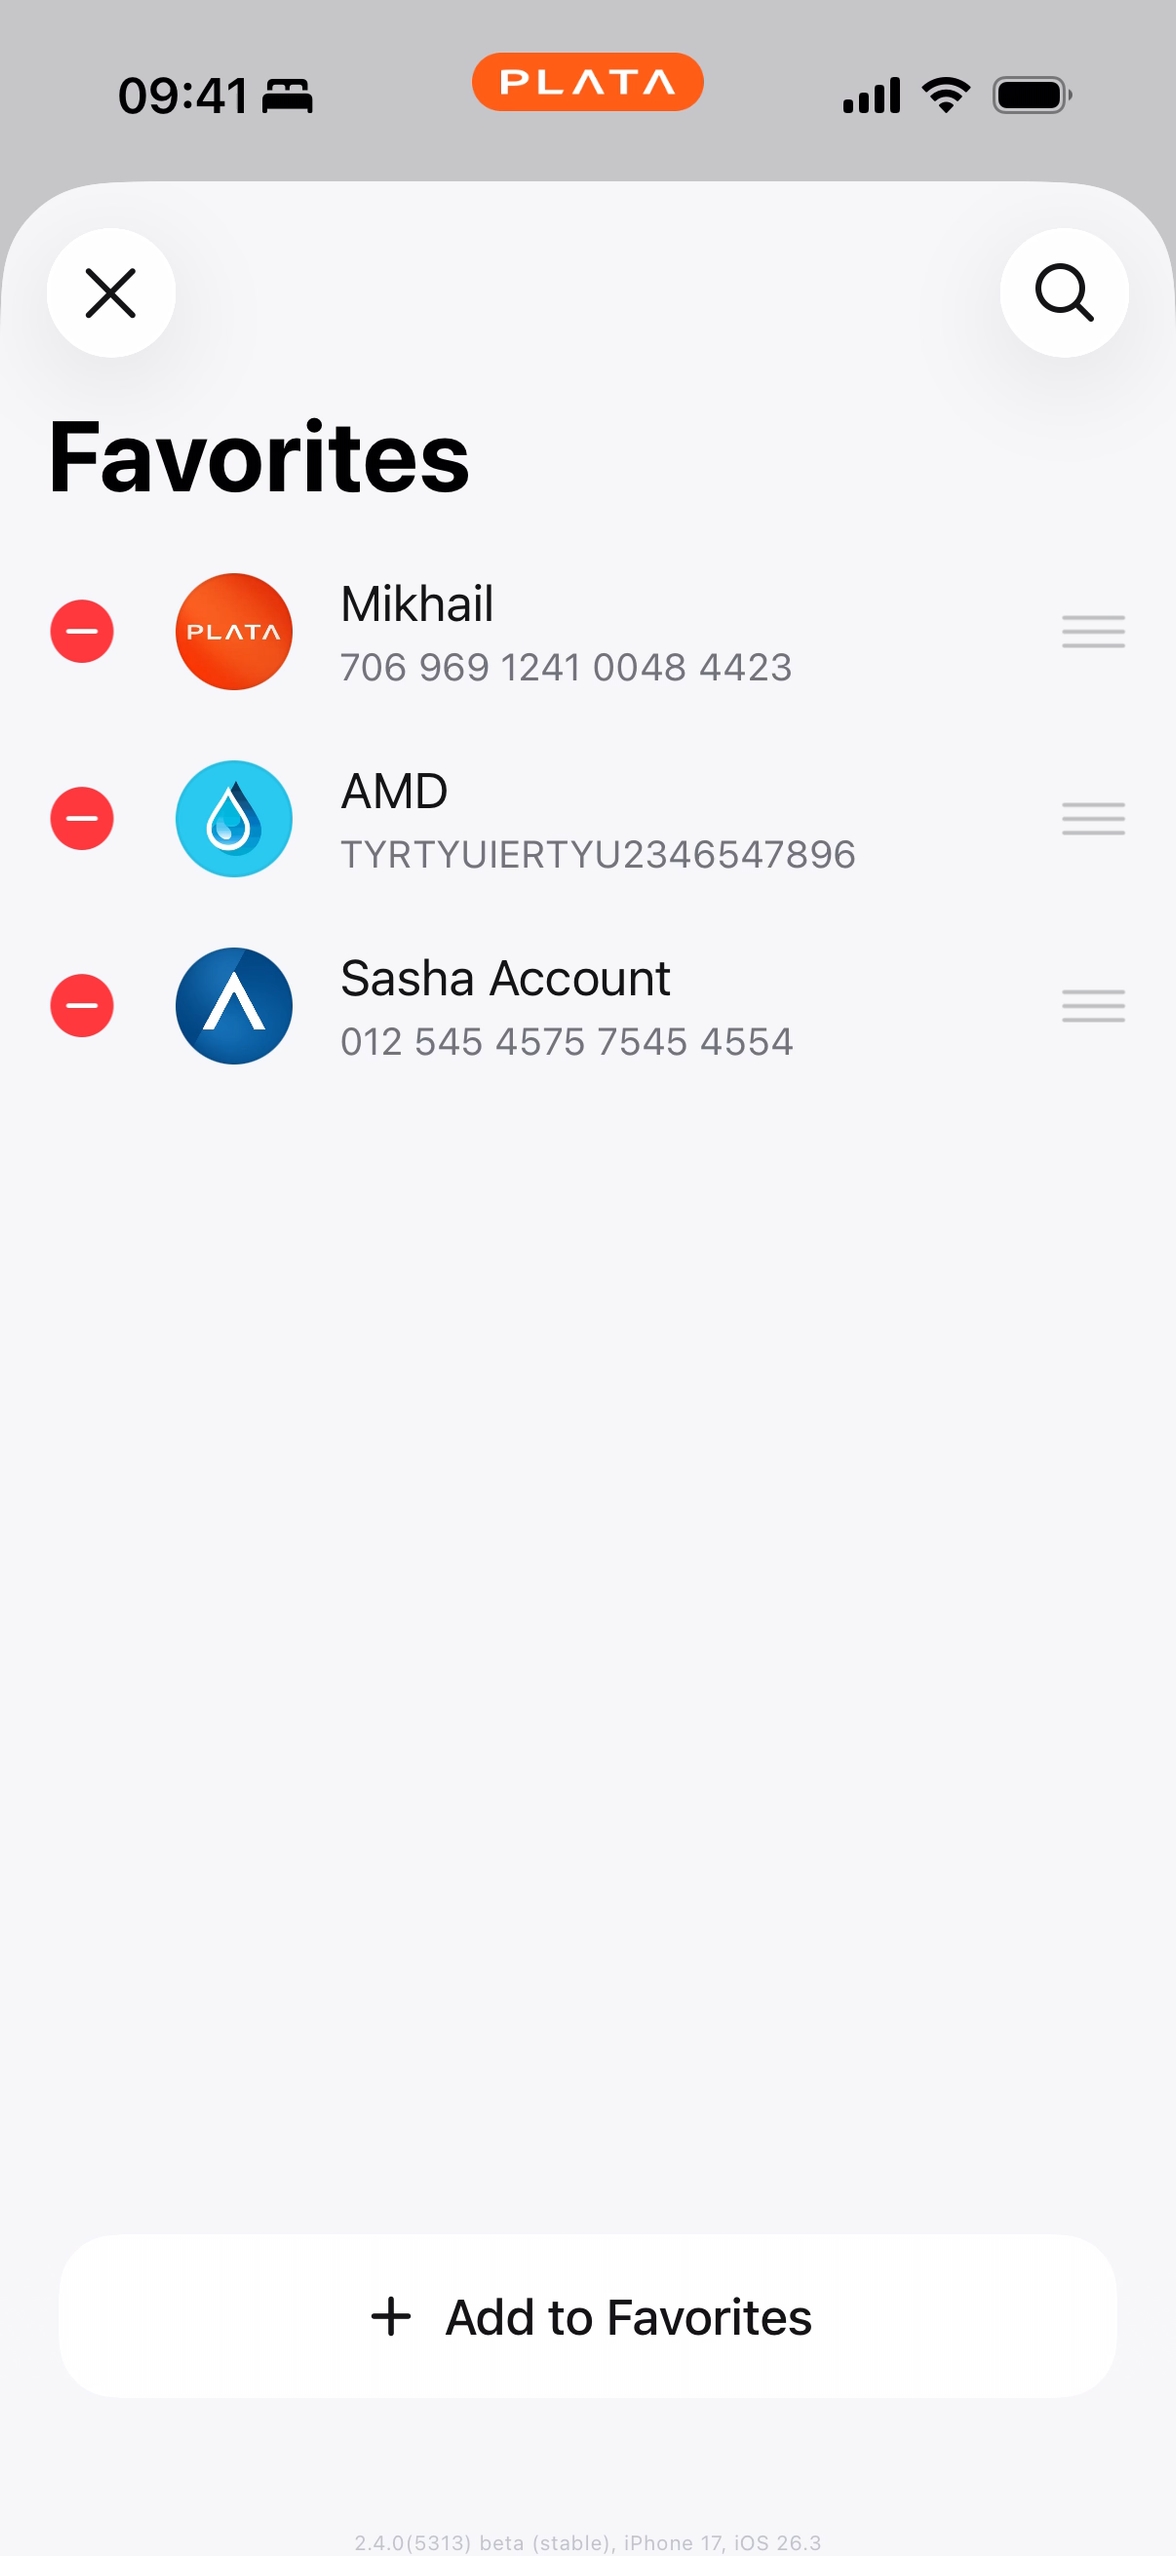 09:41
PLATA
Favorites
PLATA
Mikhail
706 969 1241 0048 4423
AMD
TYRTYUIERTYU2346547896
Sasha Account
012 545 4575 7545 4554
Add to Favorites
2.4.0(5313) beta (stable), iPhone 17, iOS 26.3